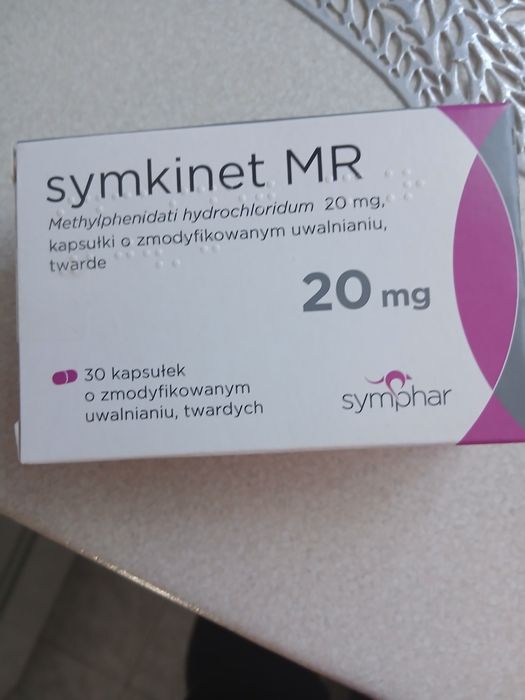 symkinet MR
Methylphenidati hydrochloridum 20 mg,
kapsułki o zmodyfikowanym uwalnianiu,
twarde
20 mg
30 kapsułek
o zmodyfikowanym
uwalnianiu, twardych
symphar